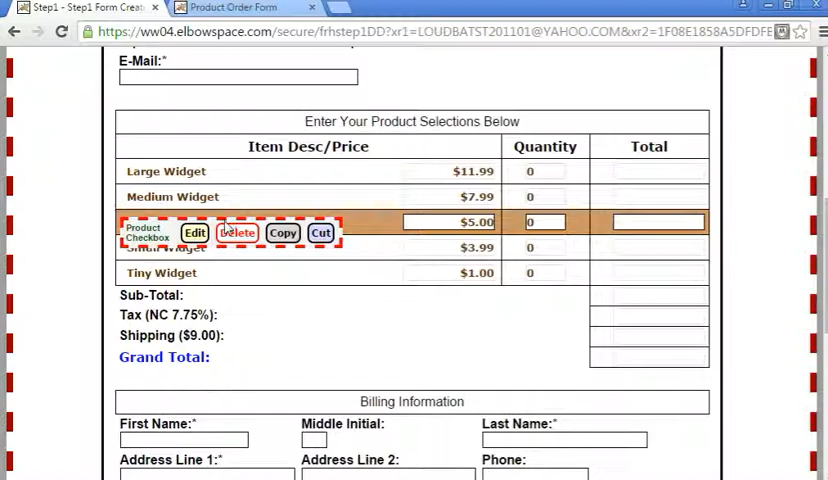 Step1 - Step1 Form Creat
Product Order Form
https://ww04.elbowspace.com/secure/frhstep1DD?xr1=LOUDBATST201101@YAHOO.COM&xr2=1F08E1858A5DFDFE
E-Mail:*
Enter Your Product Selections Below
Item Desc/Price Quantity Total
Large Widget $11.99 0
Medium Widget $7.99 0
$5.00 0
Product Checkbox Edit Delete Copy Cut
Small Widget $3.99 0
Tiny Widget $1.00 0
Sub-Total:
Tax (NC 7.75%):
Shipping ($9.00):
Grand Total:
Billing Information
First Name:* Middle Initial: Last Name:*
Address Line 1:* Address Line 2: Phone: